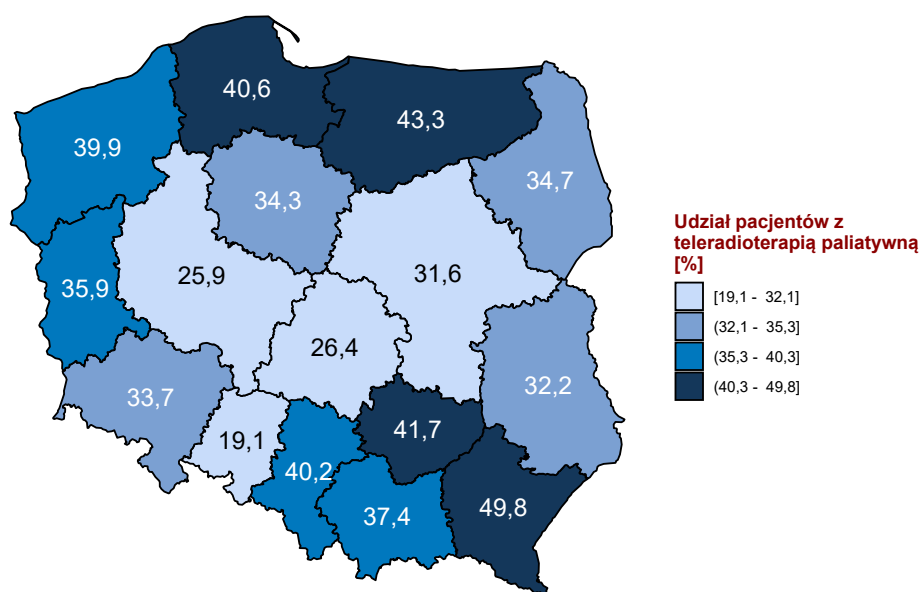 40,6
43,3
39,9
34,7
34,3
25,9
31,6
35,9
26,4
33,7
32,2
19,1
41,7
40,2
49,8
37,4
Udział pacjentów z
teleradioterapią paliatywną
[%]
[19,1 - 32,1]
(32,1 - 35,3]
(35,3 - 40,3]
(40,3 - 49,8]